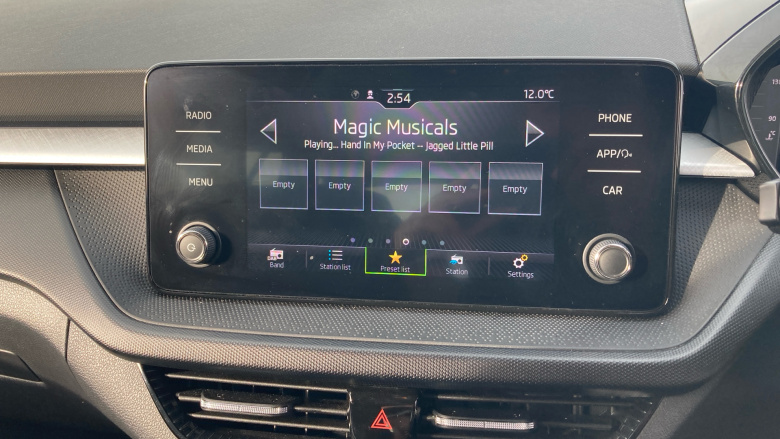 2:54
12.0°C
RADIO
MEDIA
MENU
Magic Musicals
Playing... Hand In My Pocket -- Jagged Little Pill
Empty Empty Empty Empty Empty
Band Station list Preset list Station Settings
PHONE
APP/
CAR
90